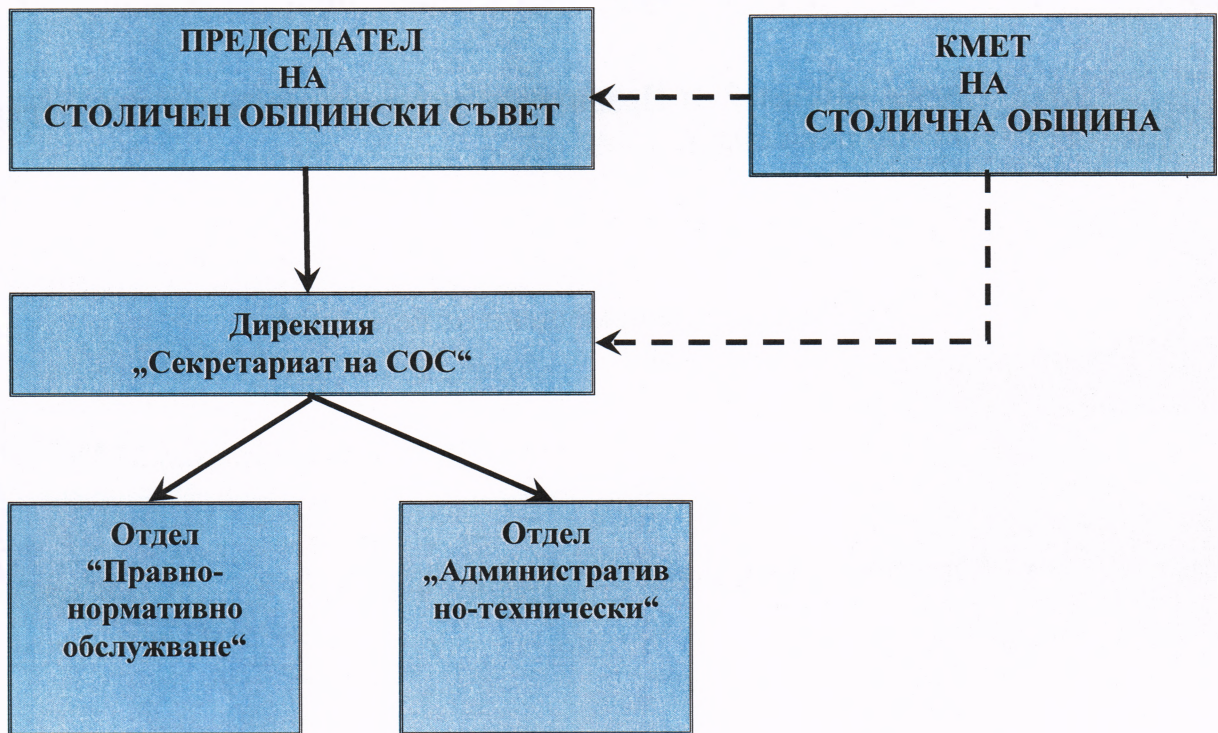 ПРЕДСЕДАТЕЛ
НА
СТОЛИЧЕН ОБЩИНСКИ СЪВЕТ
КМЕТ
НА
СТОЛИЧНА ОБЩИНА
Дирекция
„Секретариат на СОС“
Отдел
“Правно-
нормативно
обслужване“
Отдел
„Административ
но-технически“